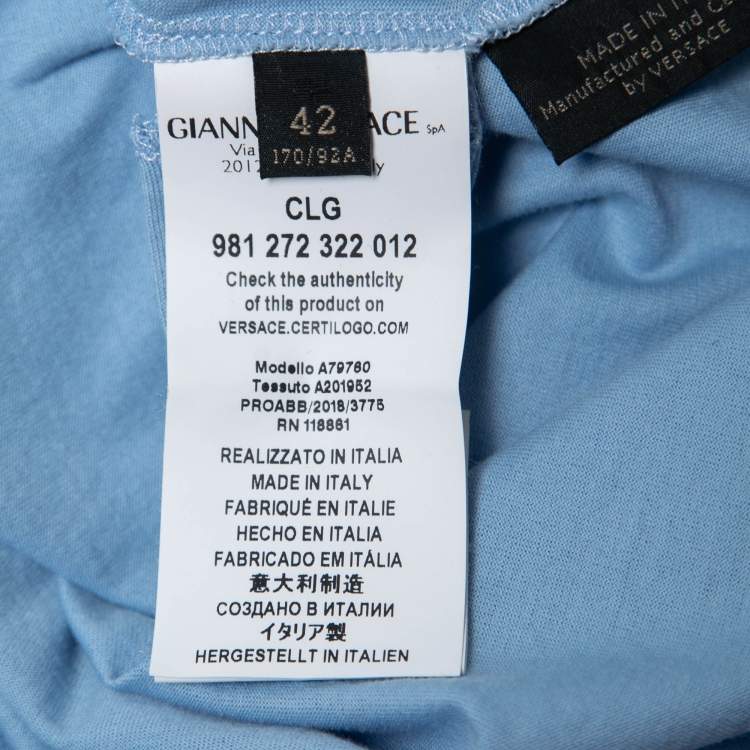 MADE IN
Manufactured and
by VERSACE
42
170/92A
GIANN ACE SpA
Via
2012 ly
CLG
981 272 322 012
Check the authenticity
of this product on
VERSACE.CERTILOGO.COM
Modello A79760
Tessuto A201952
PROABB/2018/3775
RN 118861
REALIZZATO IN ITALIA
MADE IN ITALY
FABRIQUÉ EN ITALIE
HECHO EN ITALIA
FABRICADO EM ITÁLIA
意大利制造
СОЗДАНО В ИТАЛИИ
イタリア製
HERGESTELLT IN ITALIEN